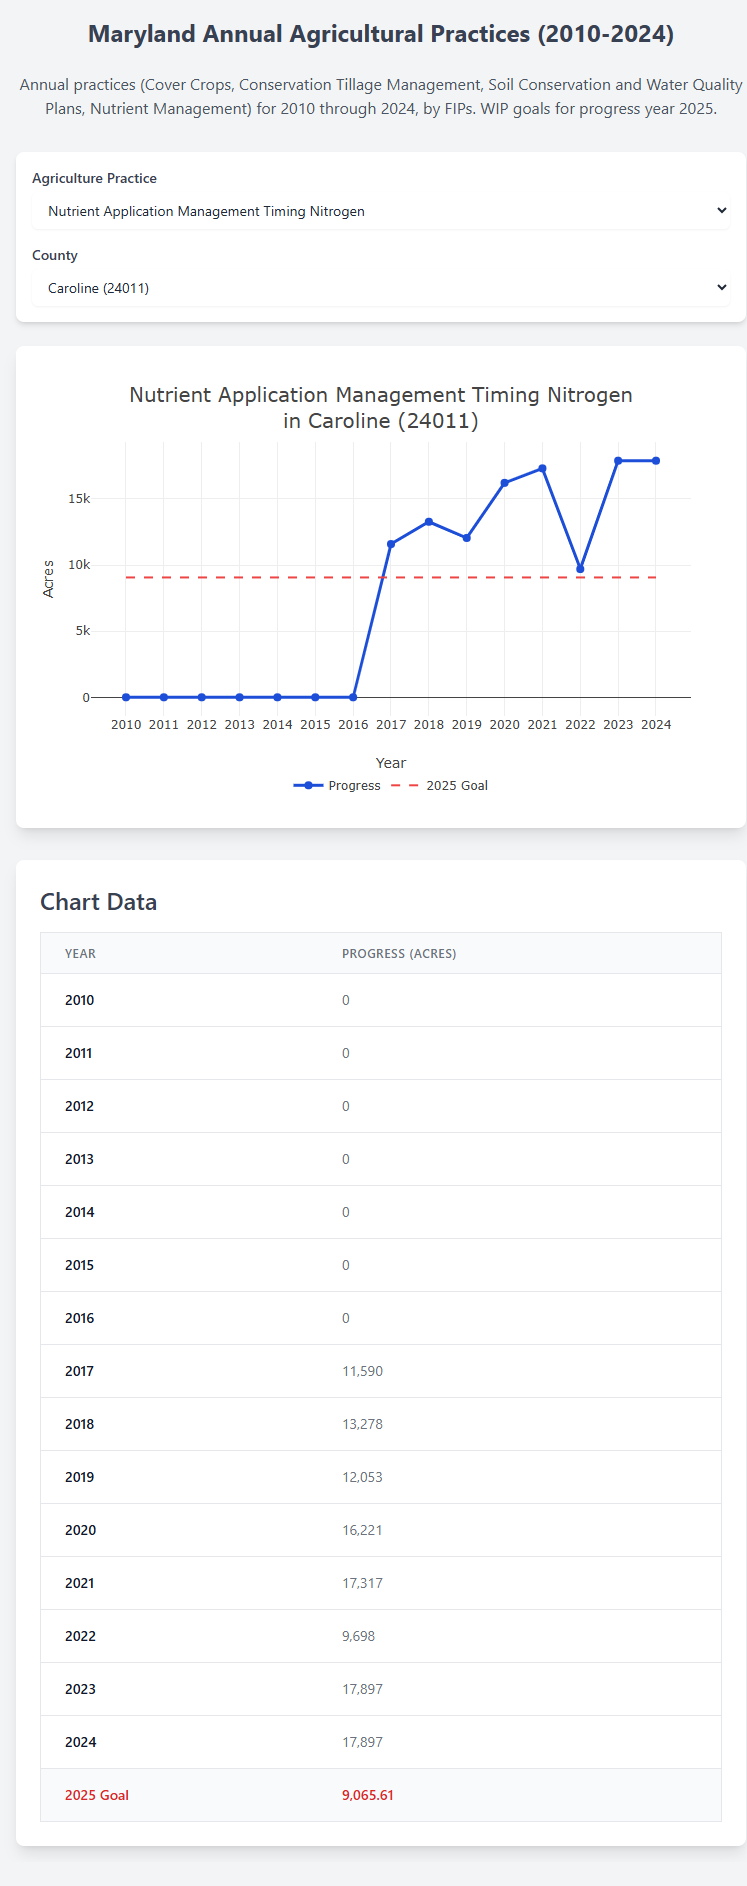 Maryland Annual Agricultural Practices (2010-2024)
Annual practices (Cover Crops, Conservation Tillage Management, Soil Conservation and Water Quality
Plans, Nutrient Management) for 2010 through 2024, by FIPs. WIP goals for progress year 2025.
Agriculture Practice
Nutrient Application Management Timing Nitrogen
County
Caroline (24011)
Nutrient Application Management Timing Nitrogen
in Caroline (24011)
15k
10k
5k
0
Acres
2010 2011 2012 2013 2014 2015 2016 2017 2018 2019 2020 2021 2022 2023 2024
Year
Progress 2025 Goal
Chart Data
YEAR PROGRESS (ACRES)
2010 0
2011 0
2012 0
2013 0
2014 0
2015 0
2016 0
2017 11,590
2018 13,278
2019 12,053
2020 16,221
2021 17,317
2022 9,698
2023 17,897
2024 17,897
2025 Goal 9,065.61